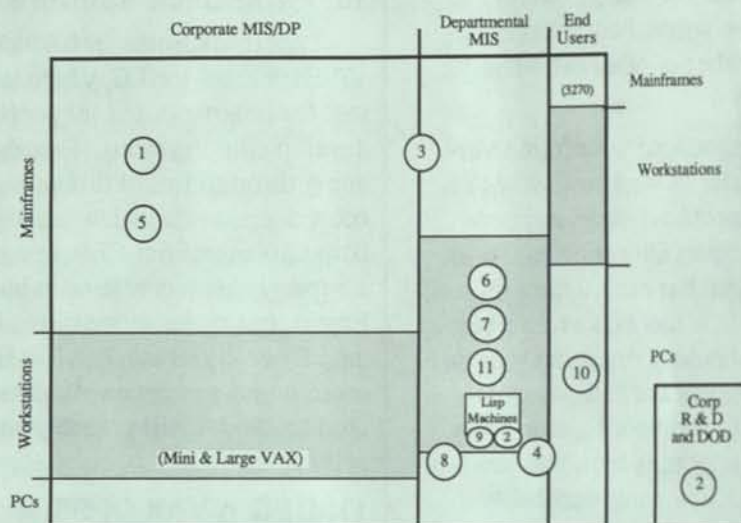 Corporate MIS/DP
Departmental
MIS
End
Users
(3270)
Mainframes
Mainframes
Workstations
1
3
5
6
7
11
10
PCs
Lisp
Machines
9 2
Workstations
(Mini & Large VAX)
8
4
Corp
R & D
and DOD
2
PCs